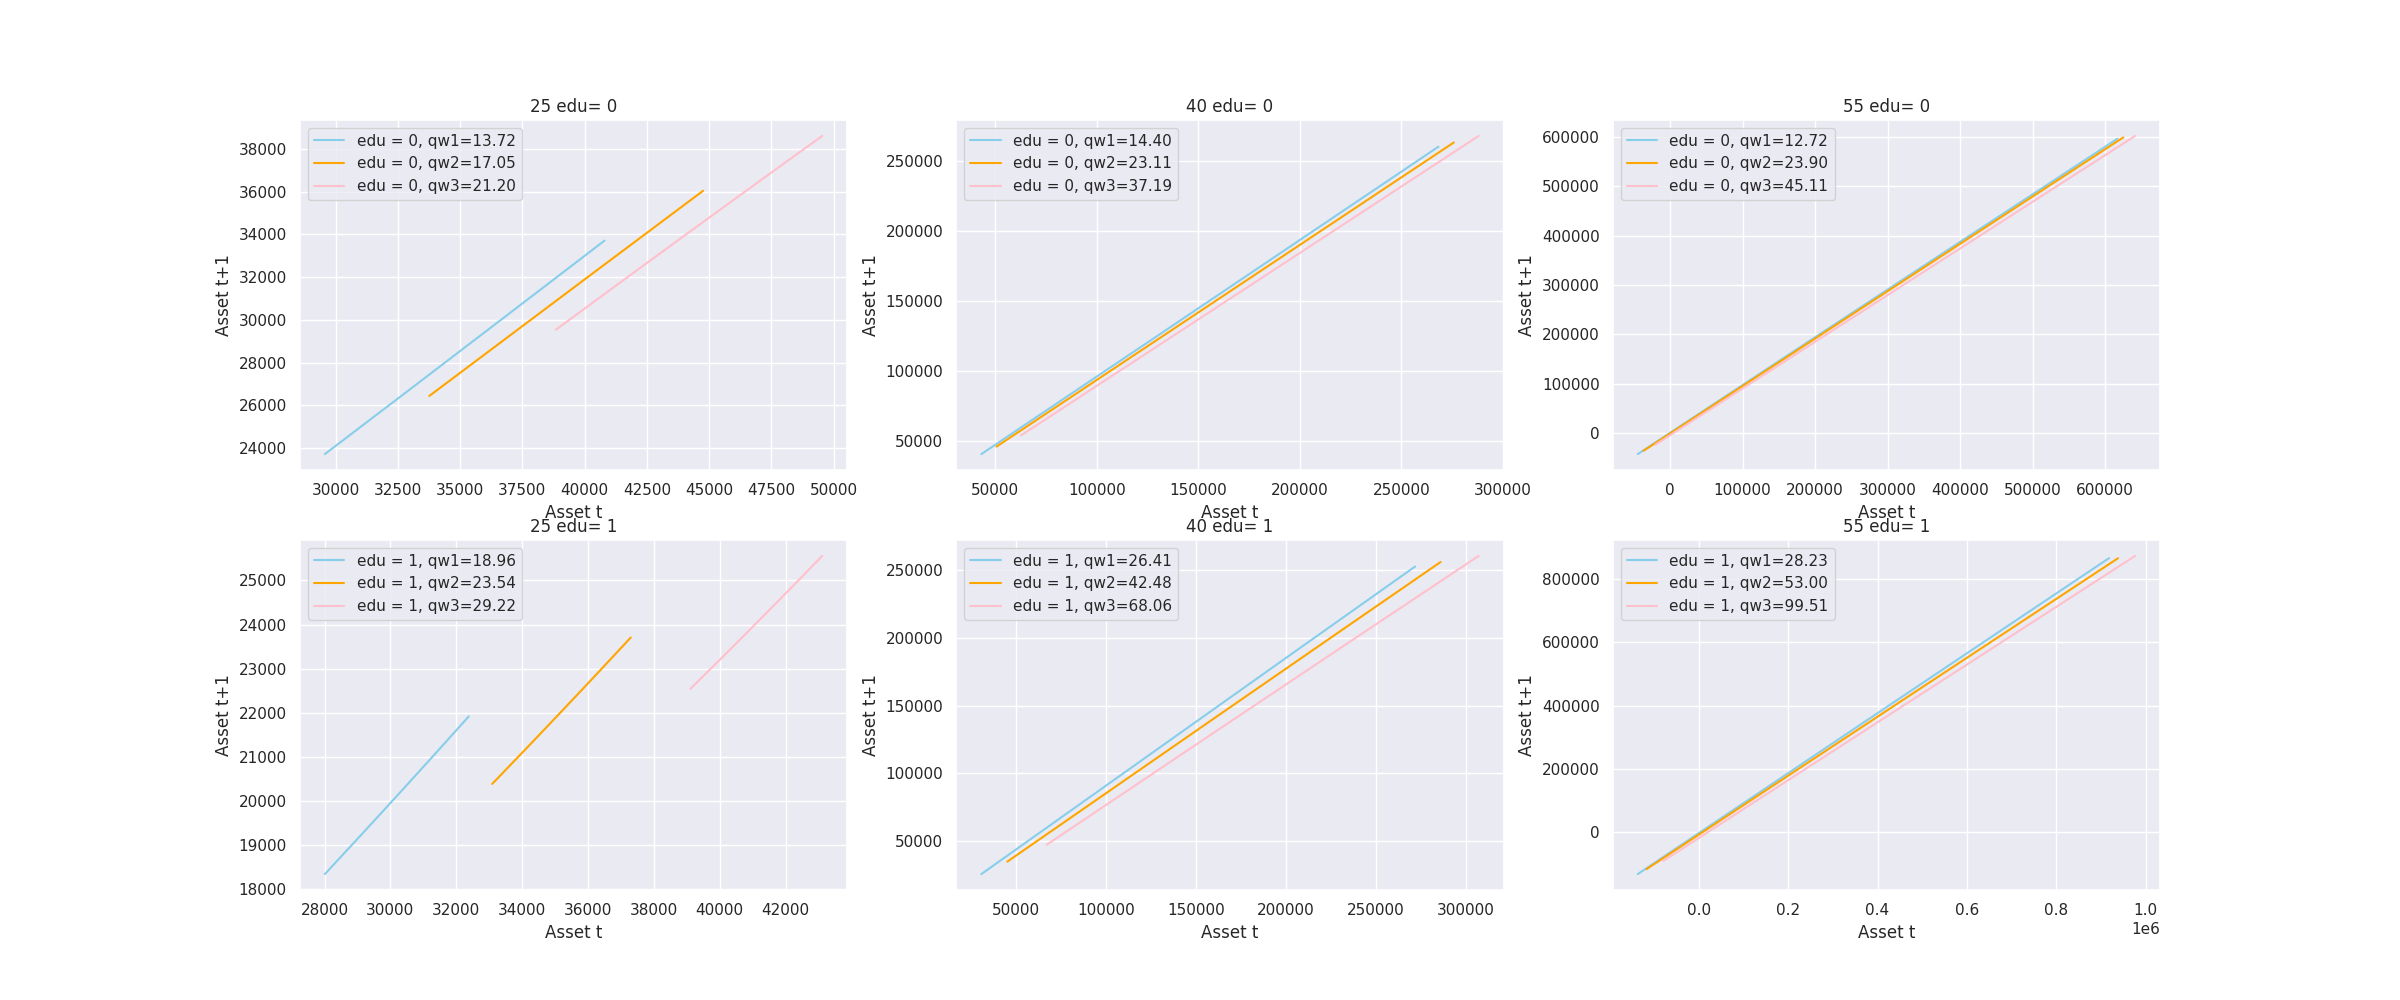 25 edu= 0
edu = 0, qw1=13.72
edu = 0, qw2=17.05
edu = 0, qw3=21.20
38000
36000
34000
32000
30000
28000
26000
24000
Asset t+1
30000 32500 35000 37500 40000 42500 45000 47500 50000
Asset t
40 edu= 0
edu = 0, qw1=14.40
edu = 0, qw2=23.11
edu = 0, qw3=37.19
250000
200000
150000
100000
50000
Asset t+1
50000 100000 150000 200000 250000 300000
Asset t
55 edu= 0
edu = 0, qw1=12.72
edu = 0, qw2=23.90
edu = 0, qw3=45.11
600000
500000
400000
300000
200000
100000
0
Asset t+1
0 100000 200000 300000 400000 500000 600000
Asset t
25 edu= 1
edu = 1, qw1=18.96
edu = 1, qw2=23.54
edu = 1, qw3=29.22
25000
24000
23000
22000
21000
20000
19000
18000
Asset t+1
28000 30000 32000 34000 36000 38000 40000 42000
Asset t
40 edu= 1
edu = 1, qw1=26.41
edu = 1, qw2=42.48
edu = 1, qw3=68.06
250000
200000
150000
100000
50000
Asset t+1
50000 100000 150000 200000 250000 300000
Asset t
55 edu= 1
edu = 1, qw1=28.23
edu = 1, qw2=53.00
edu = 1, qw3=99.51
800000
600000
400000
200000
0
Asset t+1
0.0 0.2 0.4 0.6 0.8 1.0
1e6
Asset t